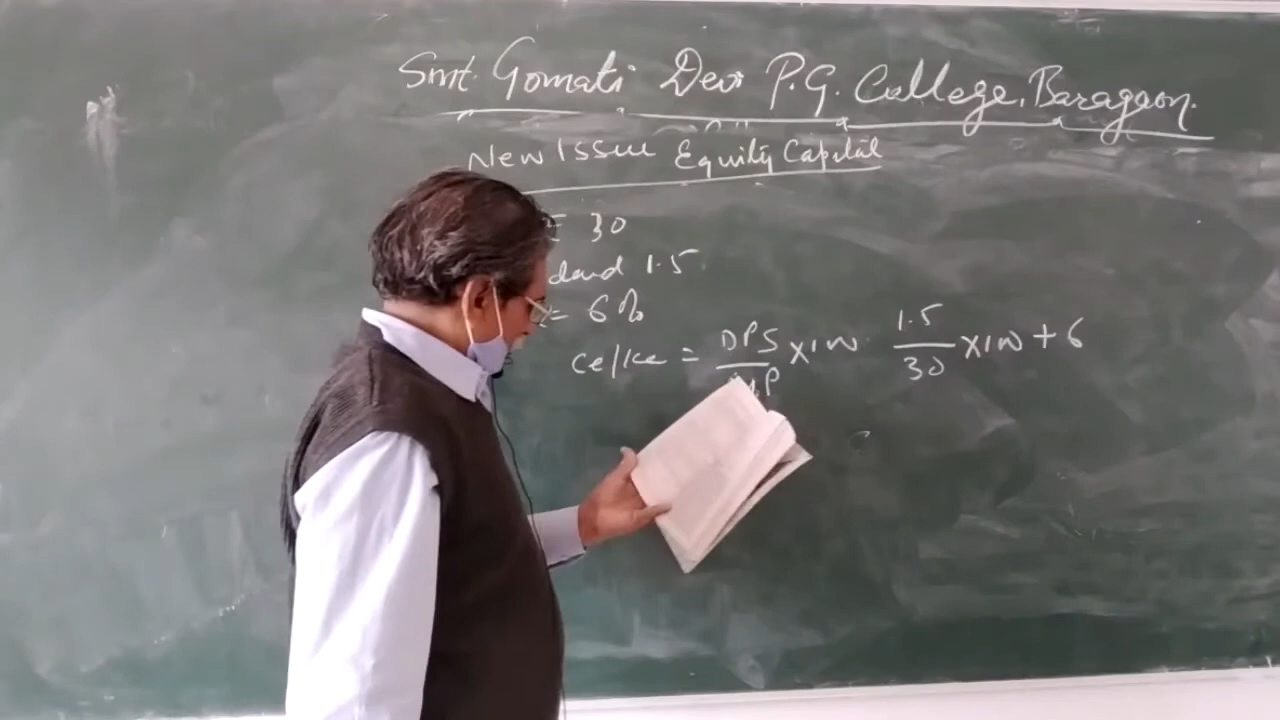 Smt. Gomati Devi P.G. College, Baragaon.
New Issue Equity Capital
= 30
dend 1.5
= 6%
Ce/Ke = DPS/MP × 100 1.5/30 × 100 + 6